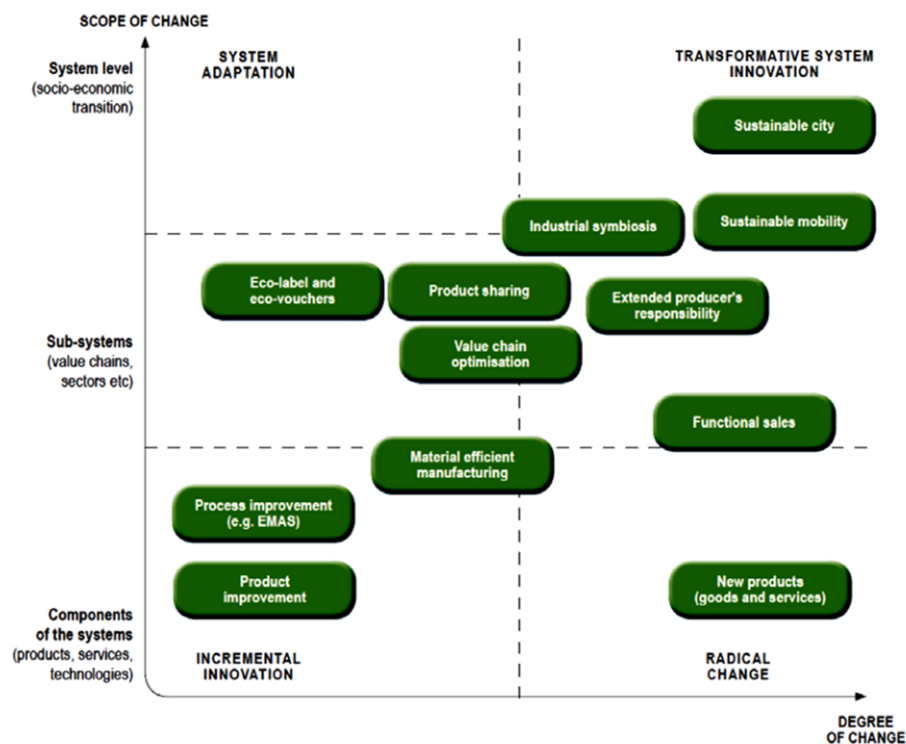 SCOPE OF CHANGE
System level
(socio-economic
transition)
SYSTEM
ADAPTATION
TRANSFORMATIVE SYSTEM
INNOVATION
Sustainable city
Industrial symbiosis
Sustainable mobility
Eco-label and
eco-vouchers
Product sharing
Extended producer's
responsibility
Sub-systems
(value chains,
sectors etc)
Value chain
optimisation
Functional sales
Material efficient
manufacturing
Process improvement
(e.g. EMAS)
Product
improvement
New products
(goods and services)
Components
of the systems
(products, services,
technologies)
INCREMENTAL
INNOVATION
RADICAL
CHANGE
DEGREE
OF CHANGE